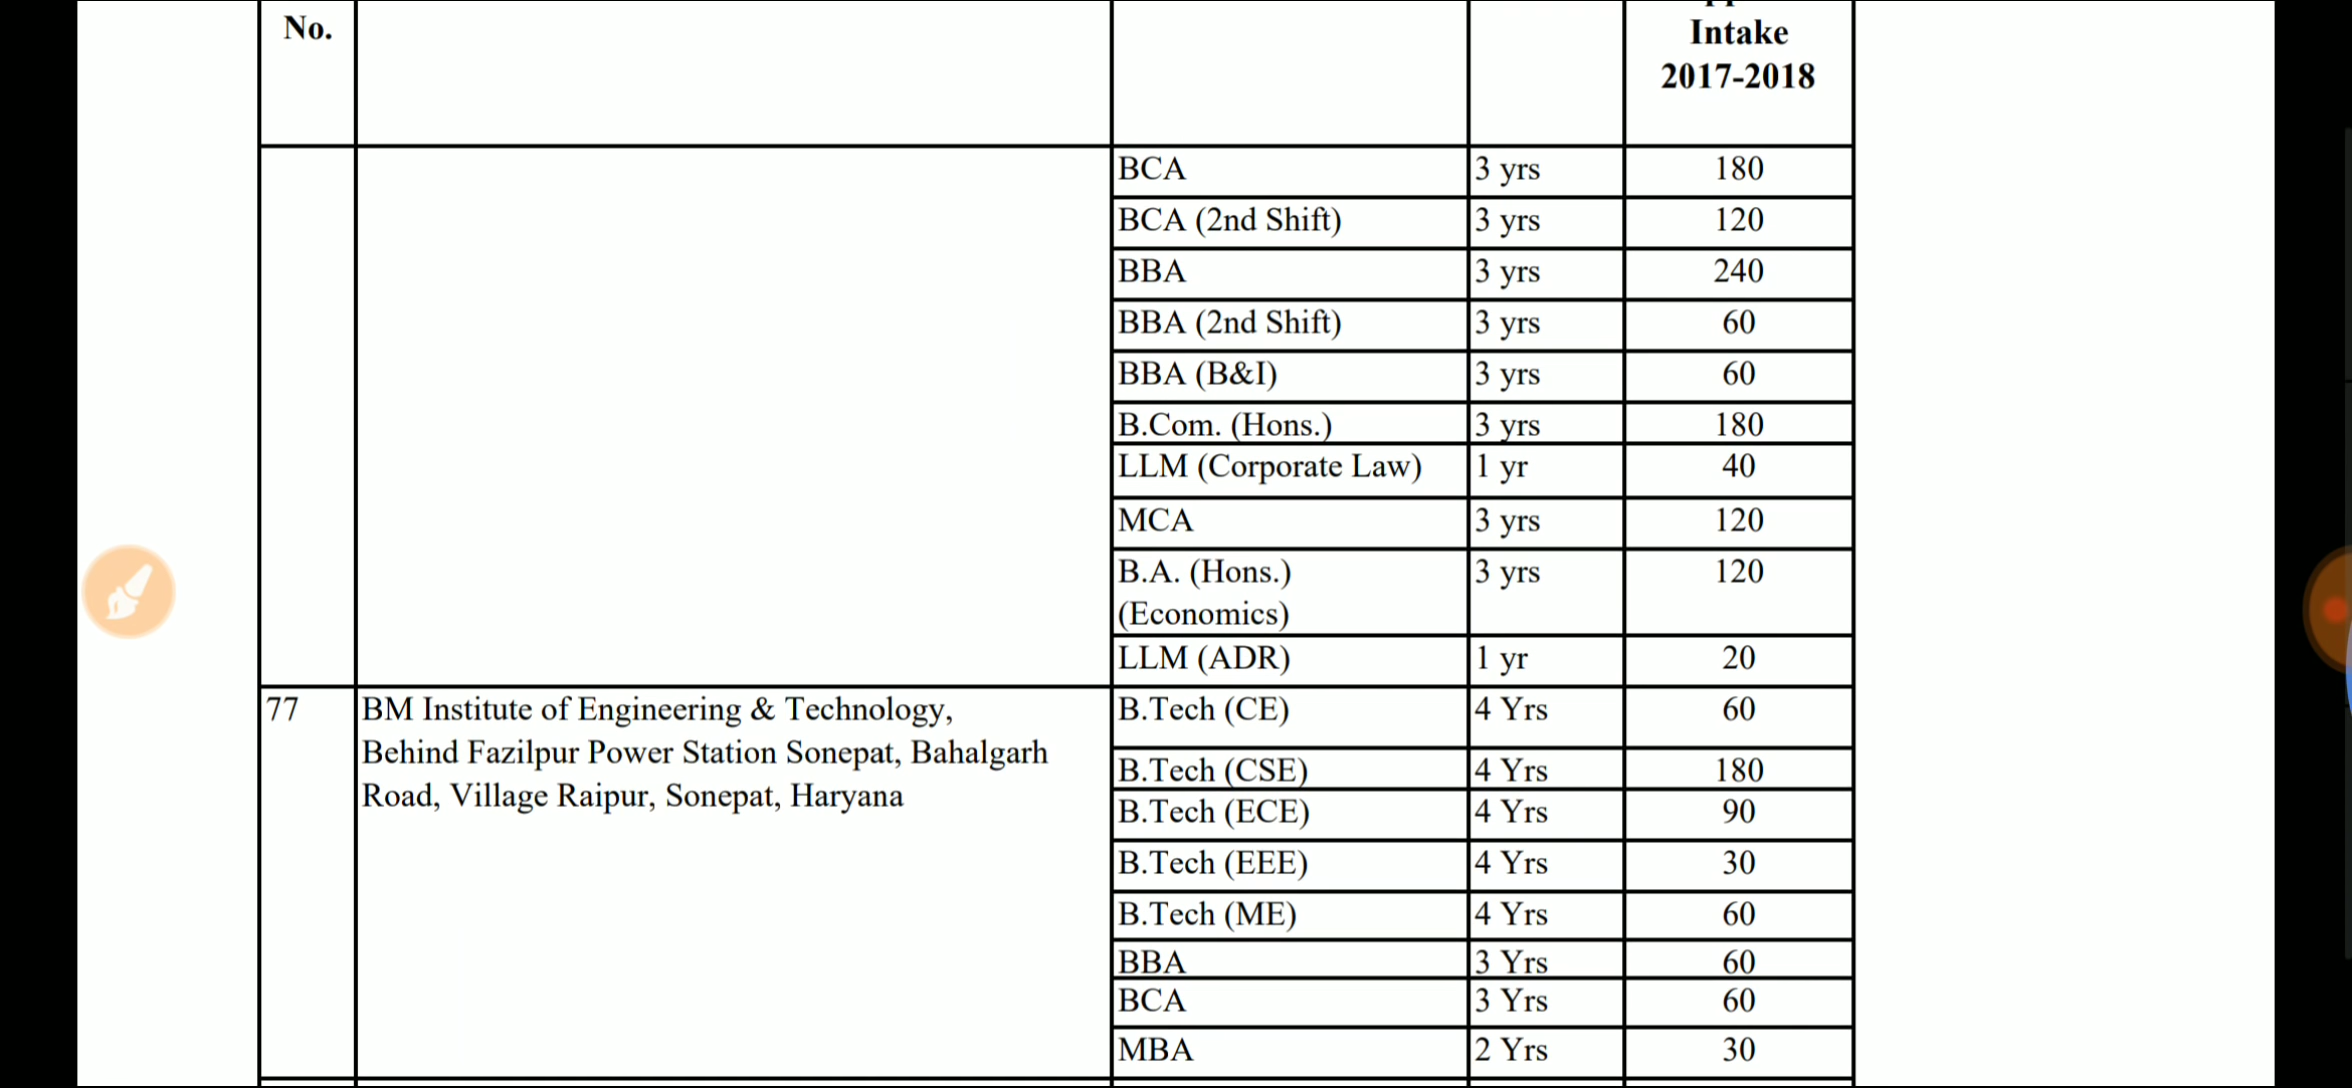 No.
Intake
2017-2018
BCA 3 yrs 180
BCA (2nd Shift) 3 yrs 120
BBA 3 yrs 240
BBA (2nd Shift) 3 yrs 60
BBA (B&I) 3 yrs 60
B.Com. (Hons.) 3 yrs 180
LLM (Corporate Law) 1 yr 40
MCA 3 yrs 120
B.A. (Hons.) 3 yrs 120
(Economics)
LLM (ADR) 1 yr 20
77 BM Institute of Engineering & Technology, B.Tech (CE) 4 Yrs 60
Behind Fazilpur Power Station Sonepat, Bahalgarh B.Tech (CSE) 4 Yrs 180
Road, Village Raipur, Sonepat, Haryana B.Tech (ECE) 4 Yrs 90
B.Tech (EEE) 4 Yrs 30
B.Tech (ME) 4 Yrs 60
BBA 3 Yrs 60
BCA 3 Yrs 60
MBA 2 Yrs 30